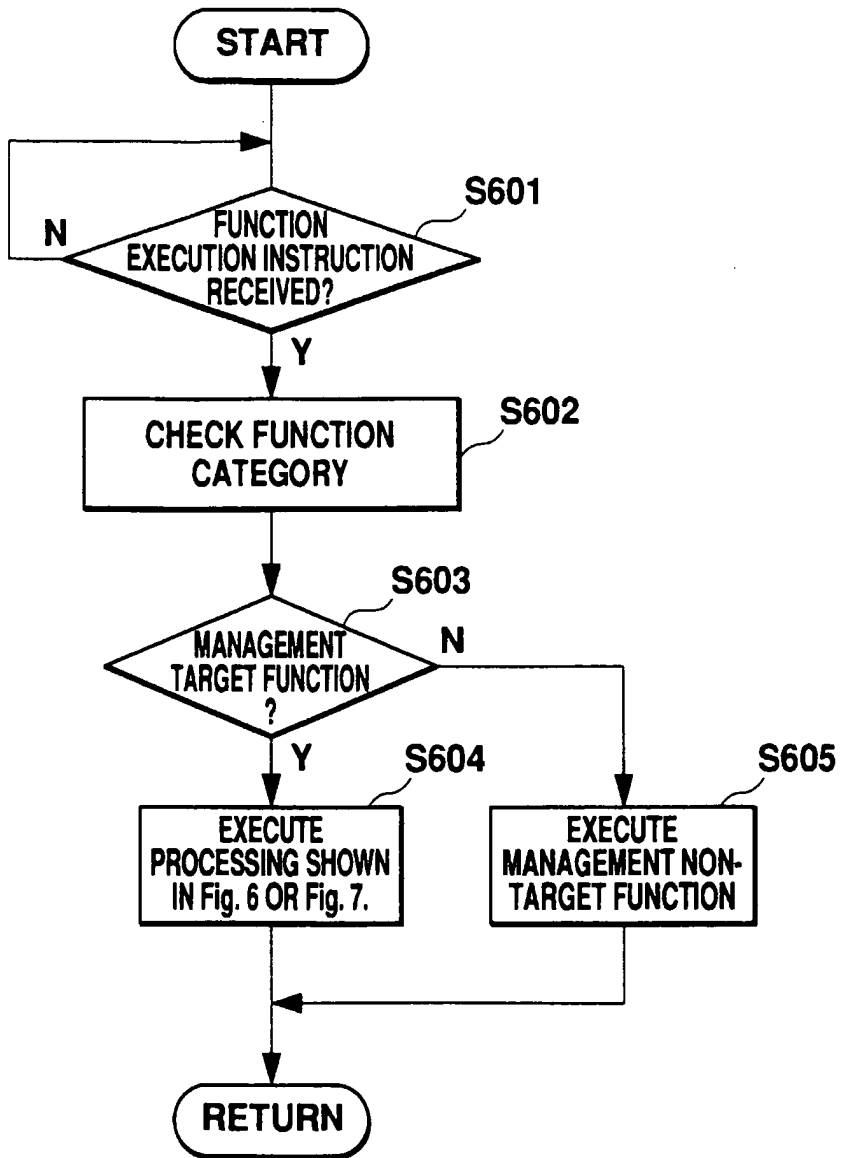 START
S601
FUNCTION
EXECUTION INSTRUCTION
RECEIVED?
N
Y
S602
CHECK FUNCTION
CATEGORY
S603
MANAGEMENT
TARGET FUNCTION
?
N
Y
S604
EXECUTE
PROCESSING SHOWN
IN Fig. 6 OR Fig. 7.
S605
EXECUTE
MANAGEMENT NON-
TARGET FUNCTION
RETURN